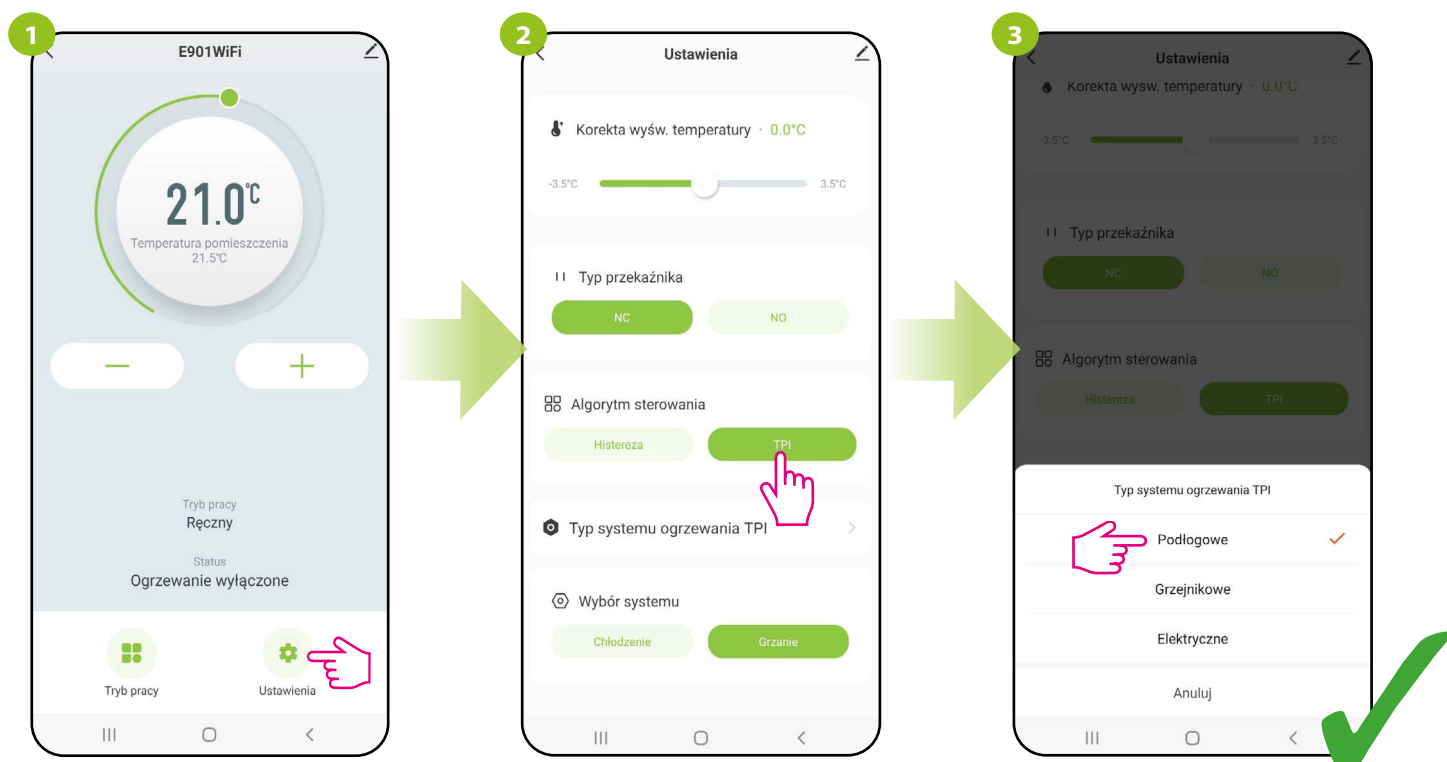 1
E901WiFi
21.0°C
Temperatura pomieszczenia
21.5°C
Tryb pracy
Ręczny
Status
Ogrzewanie wyłączone
Tryb pracy
Ustawienia
2
Ustawienia
Korekta wyśw. temperatury · 0.0°C
-3.5°C
3.5°C
Typ przekaźnika
NC
NO
Algorytm sterowania
Histereza
TPI
Typ systemu ogrzewania TPI
Wybór systemu
Chłodzenie
Grzanie
3
Ustawienia
Korekta wyśw. temperatury · 0.0°C
-3.5°C
3.5°C
Typ przekaźnika
NC
NO
Algorytm sterowania
Histereza
TPI
Typ systemu ogrzewania TPI
Podłogowe
Grzejnikowe
Elektryczne
Anuluj